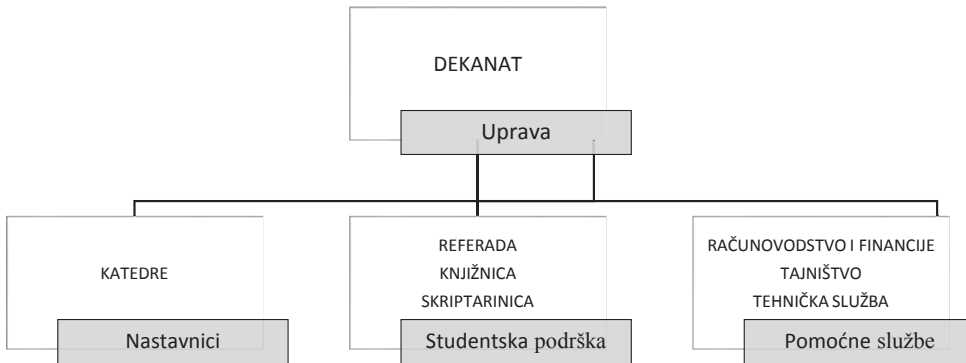 DEKANAT
Uprava
KATEDRE
Nastavnici
REFERADA
KNJIŽNICA
SKRIPTARINICA
Studentska podrška
RAČUNOVODSTVO I FINANCIJE
TAJNIŠTVO
TEHNIČKA SLUŽBA
Pomoćne službe